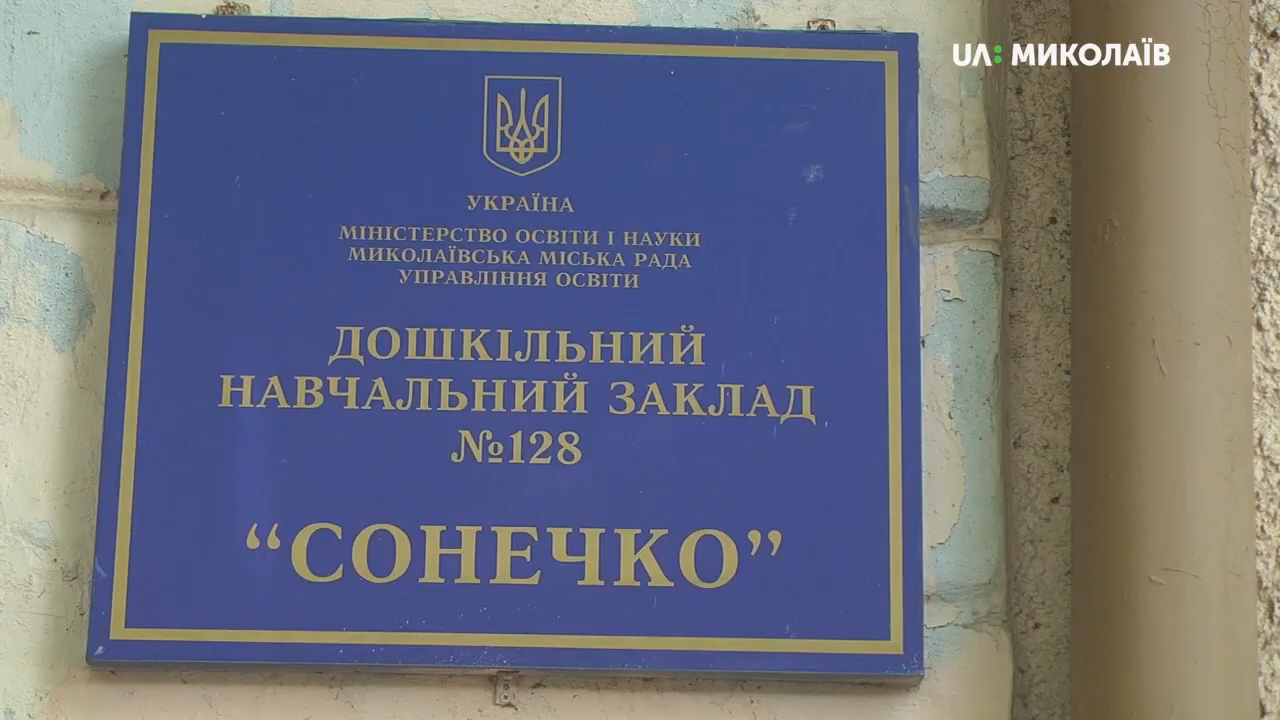 UA: МИКОЛАЇВ
УКРАЇНА
МІНІСТЕРСТВО ОСВІТИ І НАУКИ
МИКОЛАЇВСЬКА МІСЬКА РАДА
УПРАВЛІННЯ ОСВІТИ
ДОШКІЛЬНИЙ
НАВЧАЛЬНИЙ ЗАКЛАД
№128
“СОНЕЧКО”